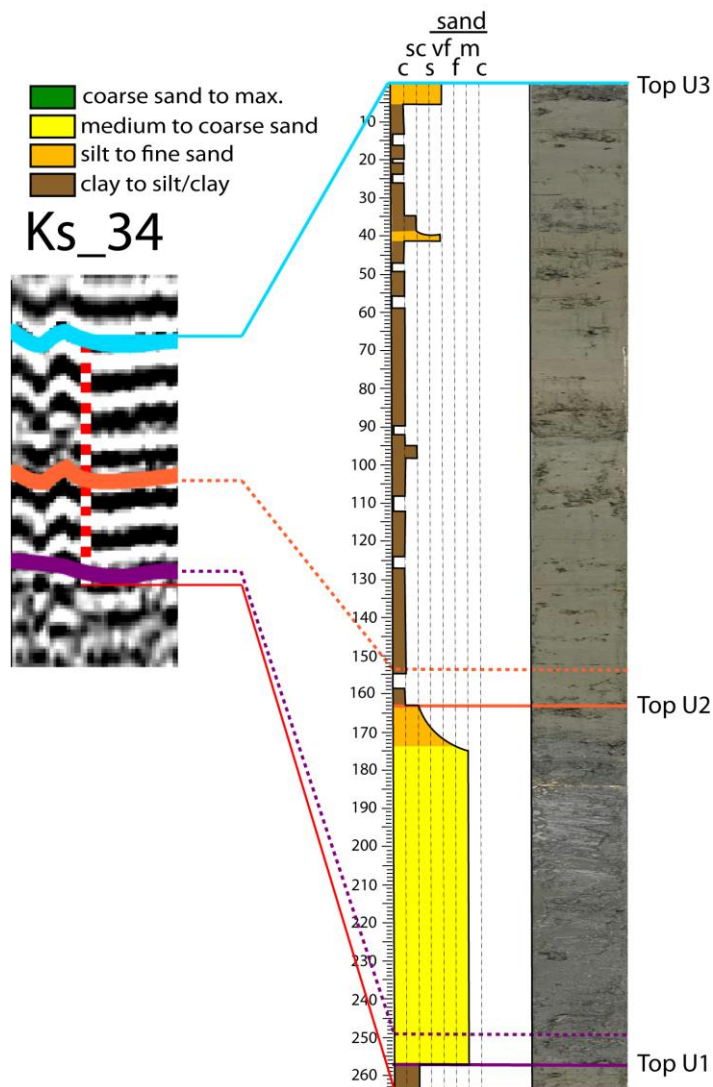 sand
sc vf m
c s f c
Top U3
coarse sand to max.
medium to coarse sand
silt to fine sand
clay to silt/clay
Ks_34
10
20
30
40
50
60
70
80
90
100
110
120
130
140
150
160
170
180
190
200
210
220
230
240
250
260
Top U2
Top U1